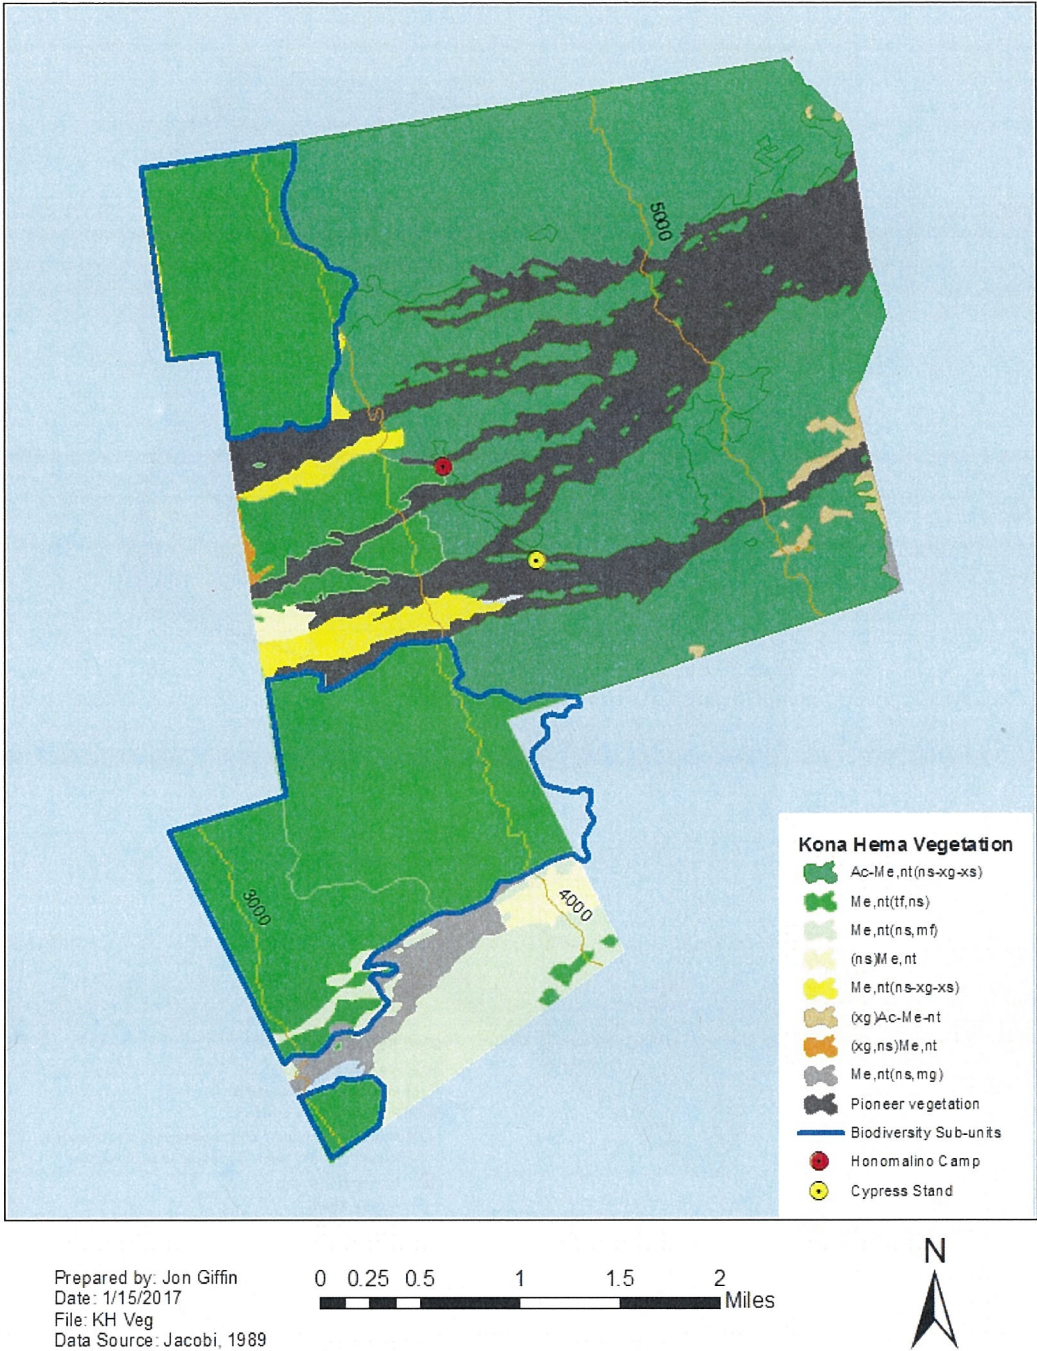 5000
3000
4000
Kona Hema Vegetation
Ac-Me,nt(ns-xg-xs)
Me,nt(tf,ns)
Me,nt(ns,mf)
(ns)Me,nt
Me,nt(ns-xg-xs)
(xg)Ac-Me-nt
(xg,ns)Me,nt
Me,nt(ns,mg)
Pioneer vegetation
Biodiversity Sub-units
Honomalino Camp
Cypress Stand
Prepared by: Jon Giffin
Date: 1/15/2017
File: KH Veg
Data Source: Jacobi, 1989
0 0.25 0.5 1 1.5 2
Miles
N